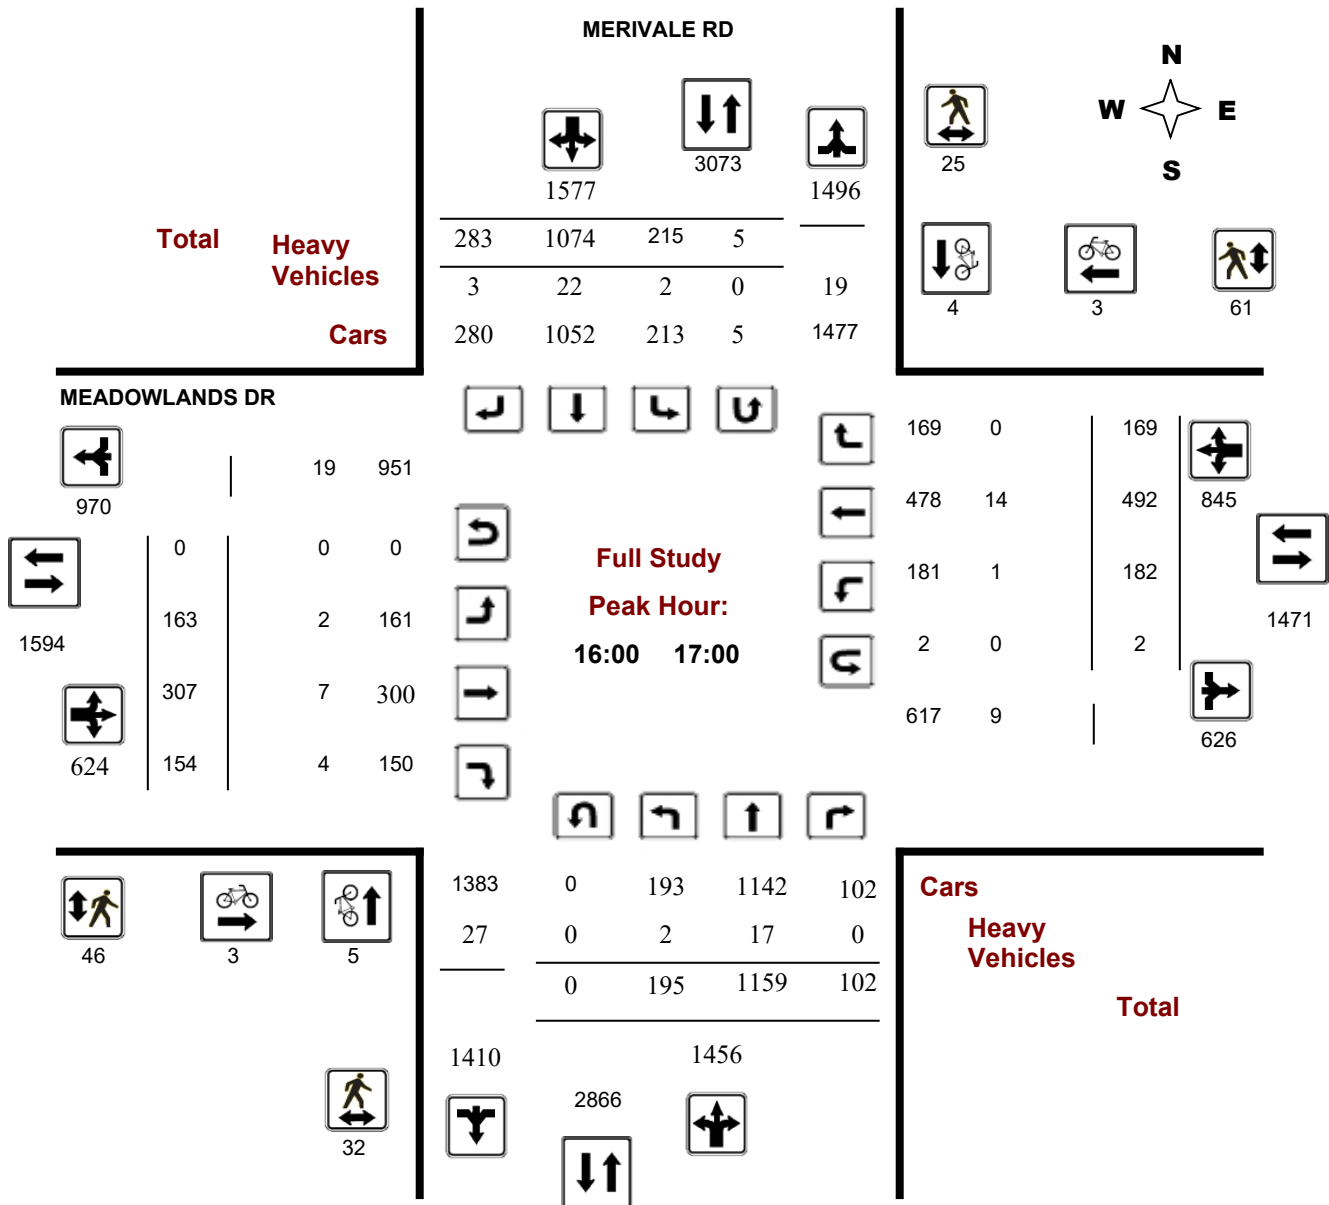 MERIVALE RD
N
W E
S
3073
25
1577
1496
Total
Heavy
Vehicles
Cars
283 1074 215 5
3 22 2 0 19
280 1052 213 5 1477
4 3 61
MEADOWLANDS DR
970
19 951
0 0 0
1594
163 2 161
307 7 300
624
154 4 150
Full Study
Peak Hour:
16:00 17:00
169 0 169
478 14 492
845
181 1 182
1471
2 0 2
617 9
626
46 3 5
32
1383 0 193 1142 102
27 0 2 17 0
0 195 1159 102
1410 1456
2866
Cars
Heavy
Vehicles
Total